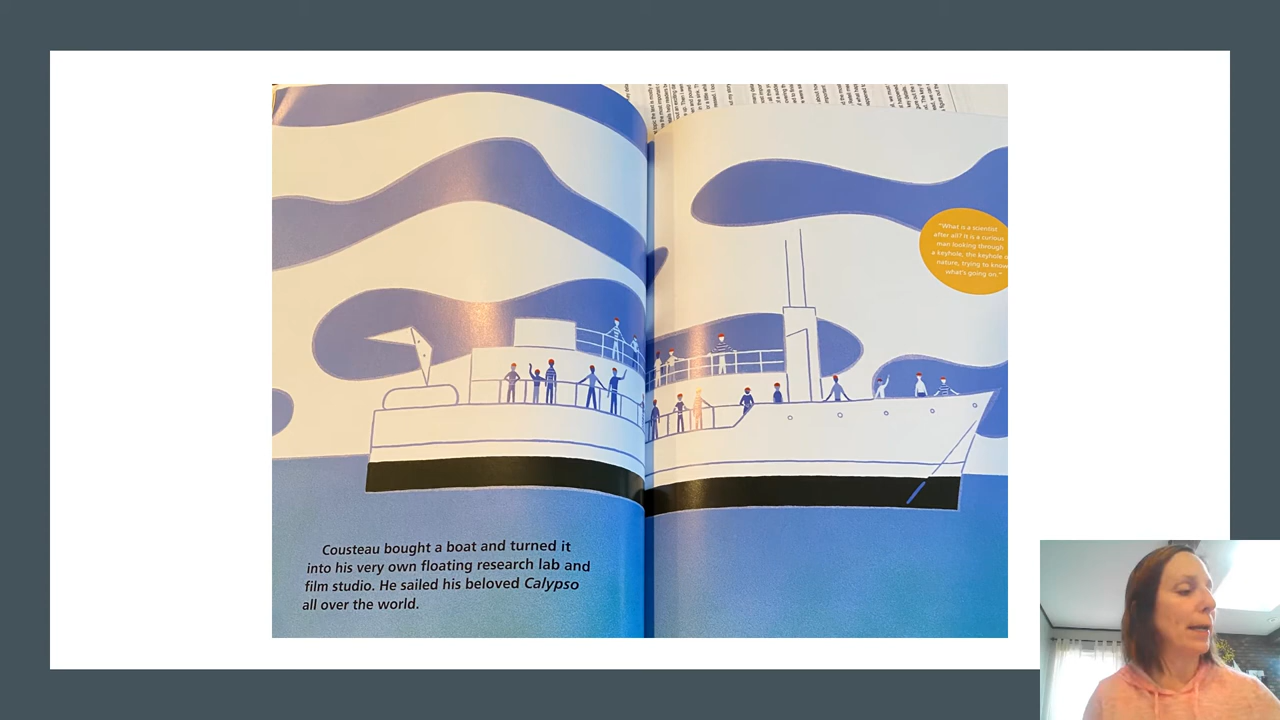 Cousteau bought a boat and turned it
into his very own floating research lab and
film studio. He sailed his beloved Calypso
all over the world.
"What is a scientist
after all? It is a curious
man looking through
a keyhole, the keyhole
nature, trying to know
what's going on."